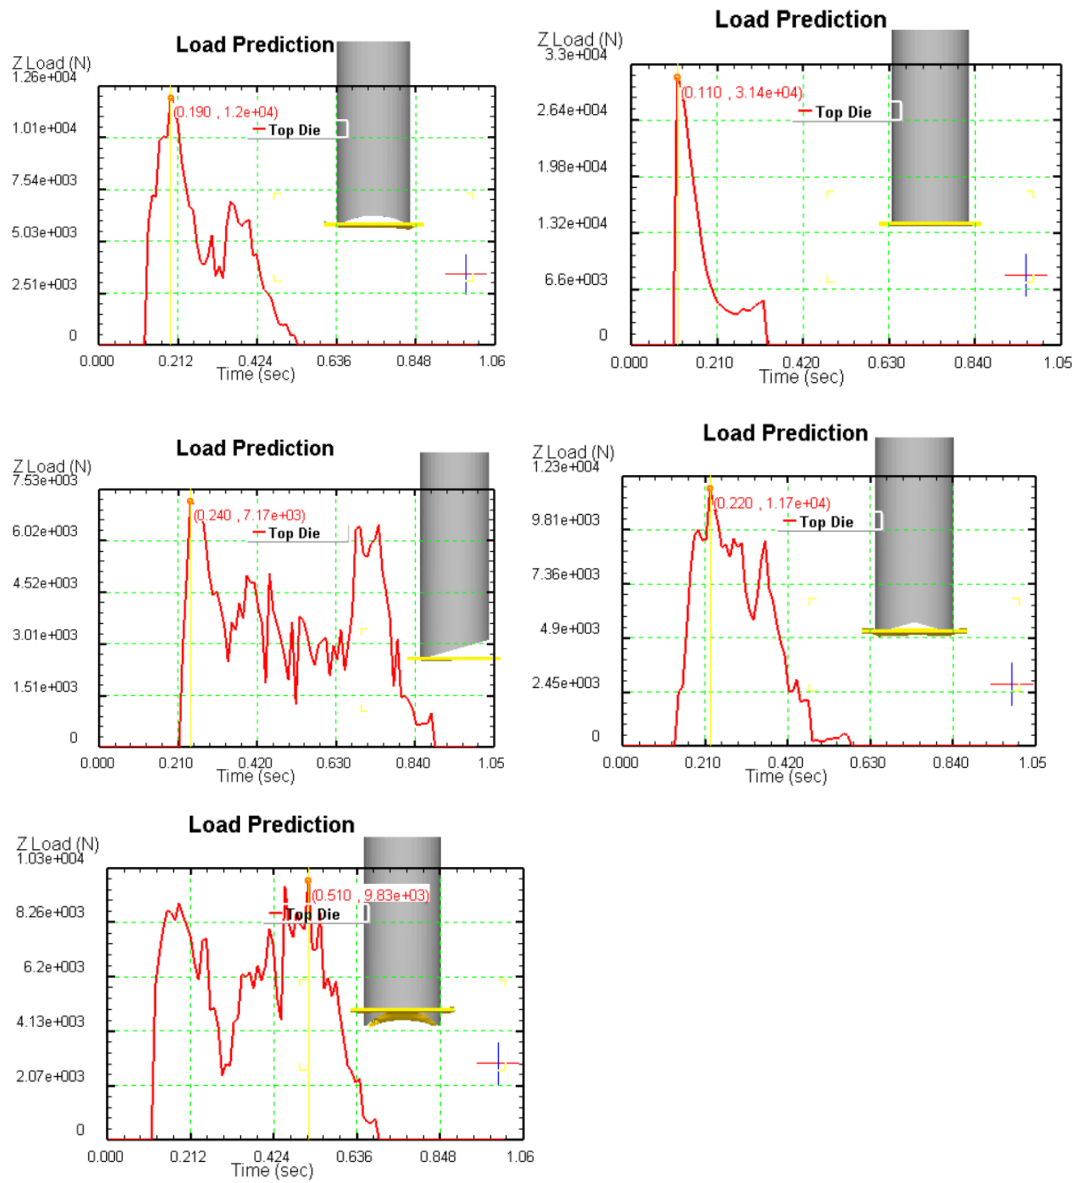 Load Prediction
Z Load (N)
1.26e+004
(0.190 , 1.2e+04)
Top Die
1.01e+004
7.54e+003
5.03e+003
2.51e+003
0
0.000 0.212 0.424 0.636 0.848 1.06
Time (sec)
Load Prediction
Z Load (N)
3.3e+004
(0.110 , 3.14e+04)
Top Die
2.64e+004
1.98e+004
1.32e+004
6.6e+003
0
0.000 0.210 0.420 0.630 0.840 1.05
Time (sec)
Load Prediction
Z Load (N)
7.53e+003
(0.240 , 7.17e+03)
Top Die
6.02e+003
4.52e+003
3.01e+003
1.51e+003
0
0.000 0.210 0.420 0.630 0.840 1.05
Time (sec)
Load Prediction
Z Load (N)
1.23e+004
(0.220 , 1.17e+04)
Top Die
9.81e+003
7.36e+003
4.9e+003
2.45e+003
0
0.000 0.210 0.420 0.630 0.840 1.05
Time (sec)
Load Prediction
Z Load (N)
1.03e+004
(0.510 , 9.83e+03)
Top Die
8.26e+003
6.2e+003
4.13e+003
2.07e+003
0
0.000 0.212 0.424 0.636 0.848 1.06
Time (sec)